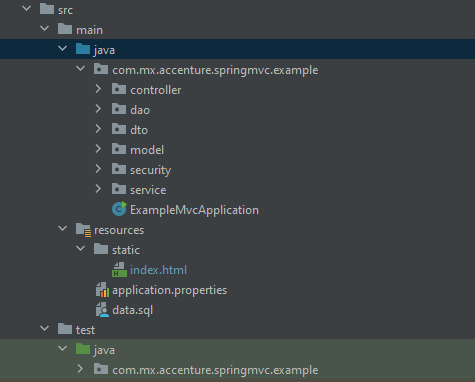 src
main
java
com.mx.accenture.springmvc.example
controller
dao
dto
model
security
service
ExampleMvcApplication
resources
static
index.html
application.properties
data.sql
test
java
com.mx.accenture.springmvc.example